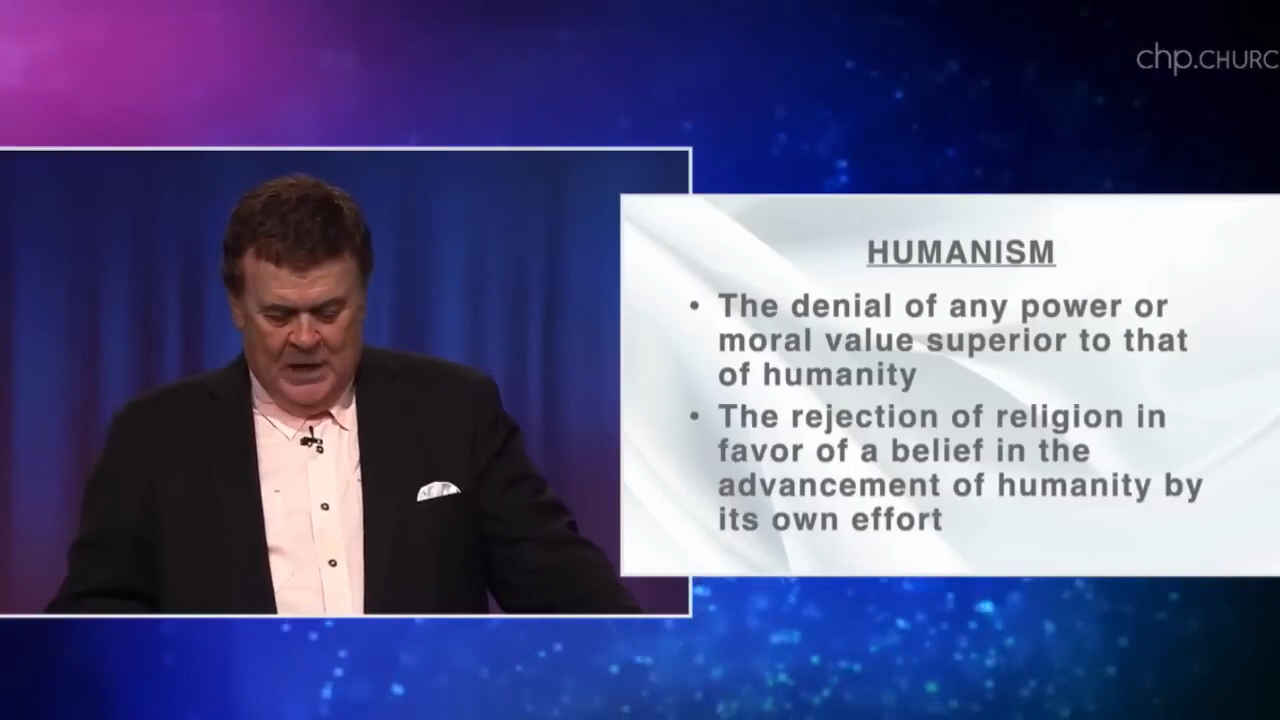 chp.CHURC
HUMANISM
• The denial of any power or
moral value superior to that
of humanity
• The rejection of religion in
favor of a belief in the
advancement of humanity by
its own effort